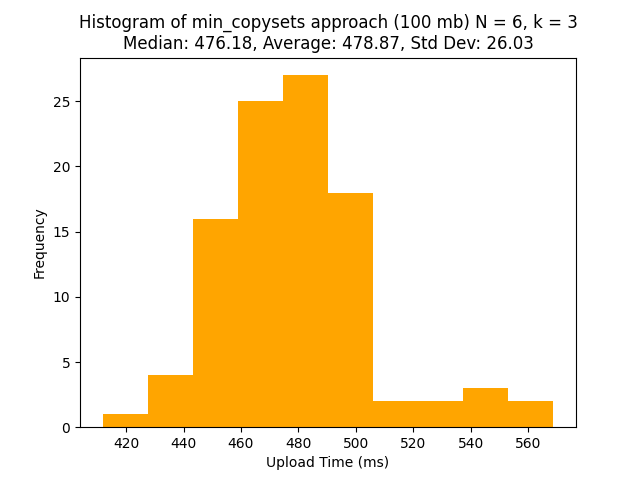 Histogram of min_copysets approach (100 mb) N = 6, k = 3
Median: 476.18, Average: 478.87, Std Dev: 26.03
25
20
15
10
5
0
Frequency
420 440 460 480 500 520 540 560
Upload Time (ms)